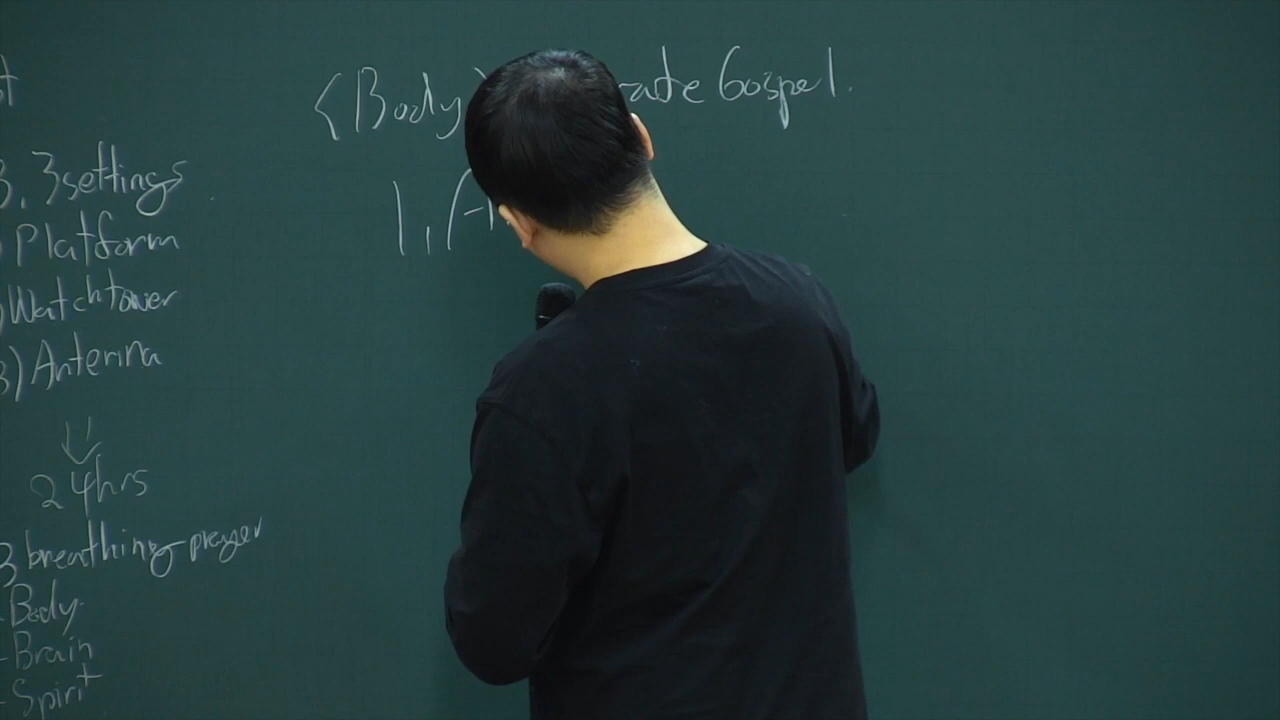 3. 3settings
Platform
Watchtower
3) Antenna
24hrs
3 breathing prayer
Body
- Brain
- Spirit
<Body> Gospel.
1, A